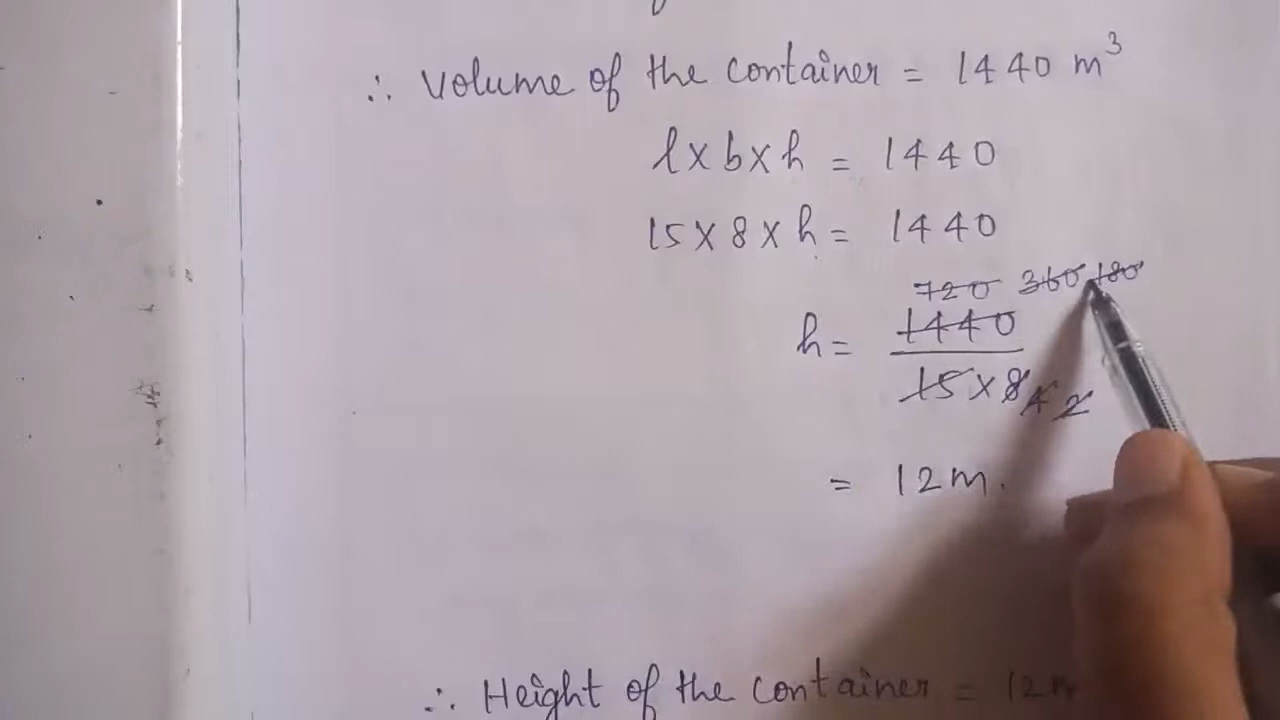 ∴ Volume of the container = 1440 m³
l × b × h = 1440
15 × 8 × h = 1440
720 360 180
h = 1440
15 × 8 4 2
= 12 m.
∴ Height of the container = 12 m